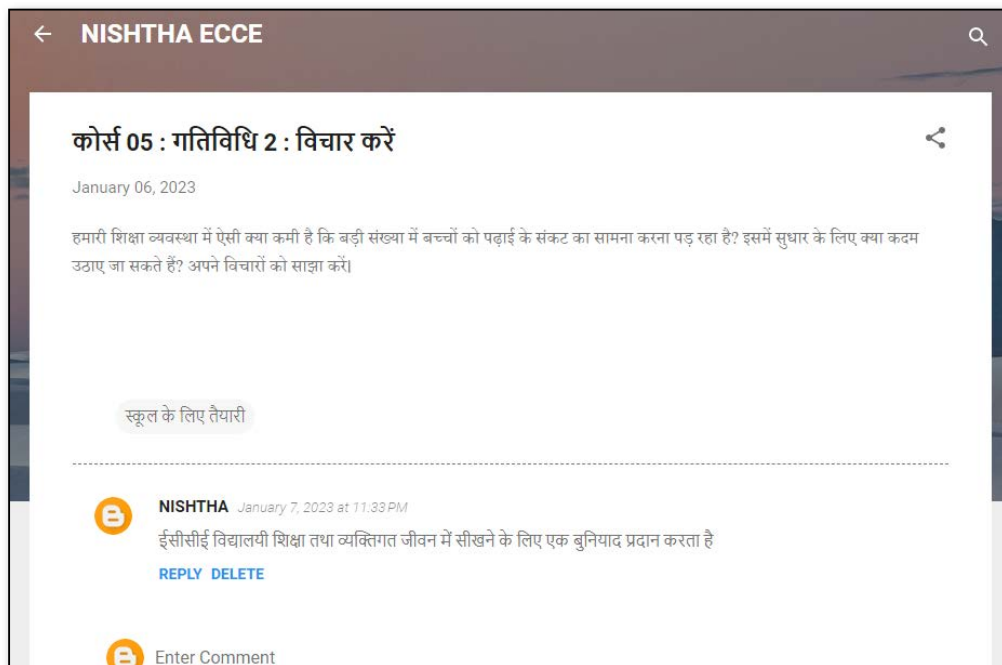 NISHTHA ECCE
कोर्स 05 : गतिविधि 2 : विचार करें
January 06, 2023
हमारी शिक्षा व्यवस्था में ऐसी क्या कमी है कि बड़ी संख्या में बच्चों को पढ़ाई के संकट का सामना करना पड़ रहा है? इसमें सुधार के लिए क्या कदम
उठाए जा सकते हैं? अपने विचारों को साझा करें।
स्कूल के लिए तैयारी
NISHTHA January 7, 2023 at 11:33 PM
ईसीसीई विद्यालयी शिक्षा तथा व्यक्तिगत जीवन में सीखने के लिए एक बुनियाद प्रदान करता है
REPLY DELETE
Enter Comment